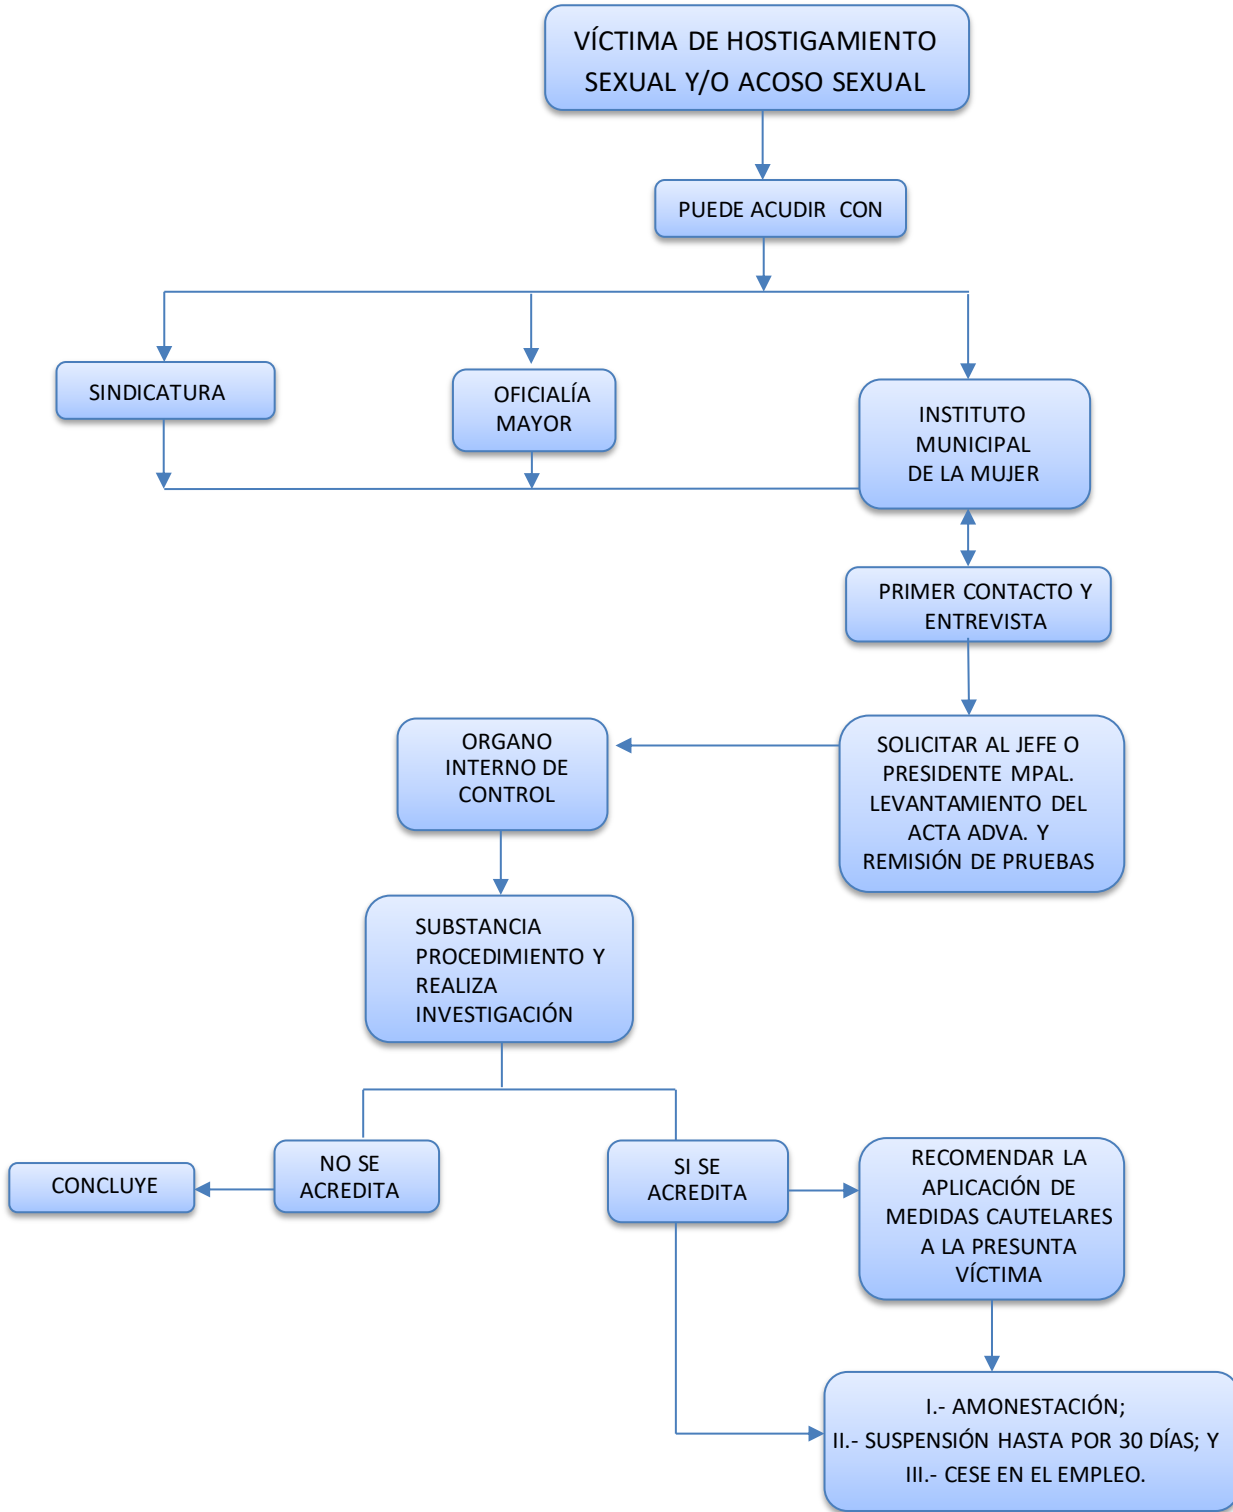 VÍCTIMA DE HOSTIGAMIENTO
SEXUAL Y/O ACOSO SEXUAL
PUEDE ACUDIR CON
SINDICATURA
OFICIALÍA
MAYOR
INSTITUTO
MUNICIPAL
DE LA MUJER
PRIMER CONTACTO Y
ENTREVISTA
SOLICITAR AL JEFE O
PRESIDENTE MPAL.
LEVANTAMIENTO DEL
ACTA ADVA. Y
REMISIÓN DE PRUEBAS
ORGANO
INTERNO DE
CONTROL
SUBSTANCIA
PROCEDIMIENTO Y
REALIZA
INVESTIGACIÓN
NO SE
ACREDITA
CONCLUYE
SI SE
ACREDITA
RECOMENDAR LA
APLICACIÓN DE
MEDIDAS CAUTELARES
A LA PRESUNTA
VÍCTIMA
I.- AMONESTACIÓN;
II.- SUSPENSIÓN HASTA POR 30 DÍAS; Y
III.- CESE EN EL EMPLEO.